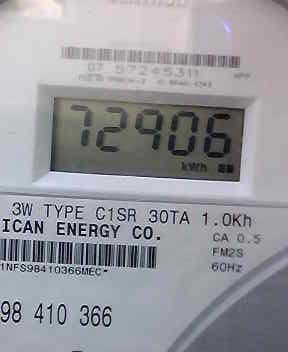 07 57245311
72906
kWh
3W TYPE C1SR 30TA 1.0Kh
ICAN ENERGY CO.
CA 0.5
FM2S
1NFS98410366MEC-
60Hz
98 410 366